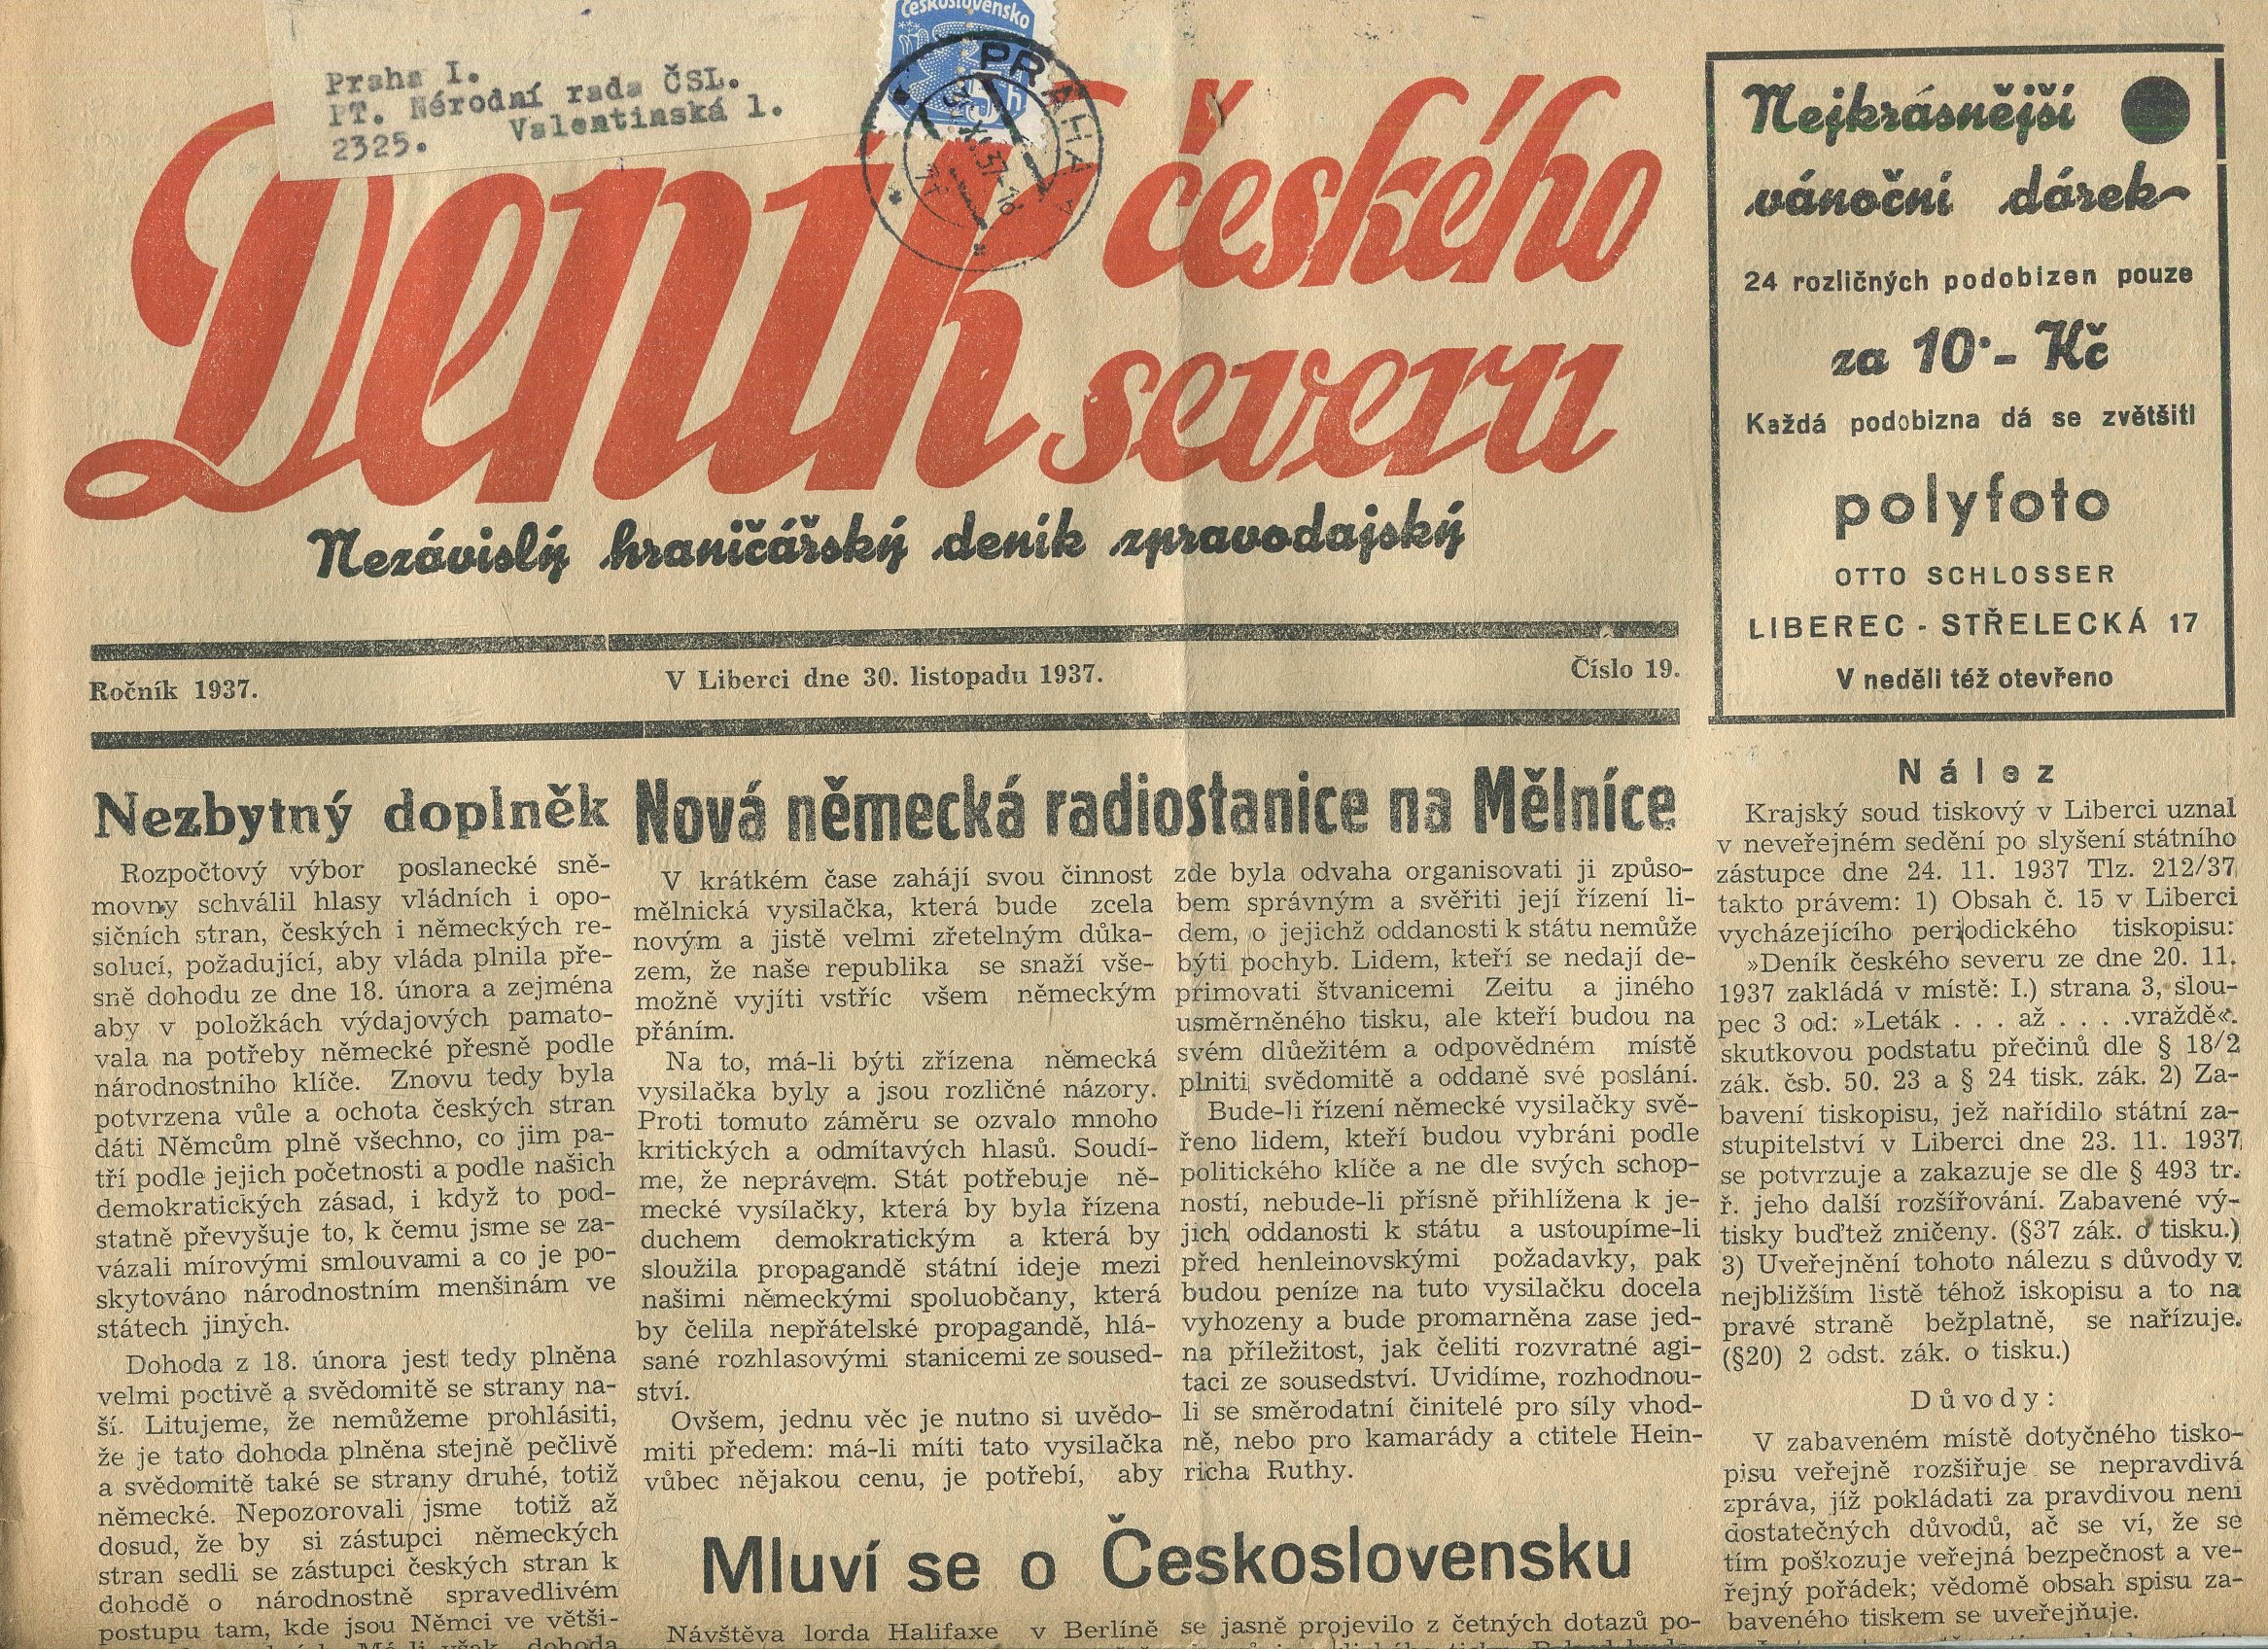 Praha I.
PT. Národní rada ČSL.
2325. Valentinská 1.
Československo
5 h
PRAHA
Deník českého
severu
Nezávislý hraničářský deník zpravodajský
Ročník 1937.
V Liberci dne 30. listopadu 1937.
Číslo 19.
Nejkrásnější
vánoční dárek
24 rozličných podobizen pouze
za 10·- Kč
Každá podobizna dá se zvětšiti
polyfoto
OTTO SCHLOSSER
LIBEREC - STŘELECKÁ 17
V neděli též otevřeno
Nezbytný doplněk
Rozpočtový výbor poslanecké sně-
movny schválil hlasy vládních i opo-
sičních stran, českých i německých re-
solucí, požadující, aby vláda plnila pře-
sně dohodu ze dne 18. února a zejména
aby v položkách výdajových pamato-
vala na potřeby německé přesně podle
národnostního klíče. Znovu tedy byla
potvrzena vůle a ochota českých stran
dáti Němcům plně všechno, co jim pa-
tří podle jejich početnosti a podle našich
demokratických zásad, i když to pod-
statně převyšuje to, k čemu jsme se za-
vázali mírovými smlouvami a co je po-
skytováno národnostním menšinám ve
státech jiných.
Dohoda z 18. února jest tedy plněna
velmi poctivě a svědomitě se strany na-
ší. Litujeme, že nemůžeme prohlásiti,
že je tato dohoda plněna stejně pečlivě
a svědomitě také se strany druhé, totiž
německé. Nepozorovali jsme totiž až
dosud, že by si zástupci německých
stran sedli se zástupci českých stran k
dohodě o národnostně spravedlivém
postupu tam, kde jsou Němci ve větši-
Nová německá radiostanice na Mělníce
V krátkém čase zahájí svou činnost
mělnická vysilačka, která bude zcela
novým a jistě velmi zřetelným důka-
zem, že naše republika se snaží vše-
možně vyjíti vstříc všem německým
přáním.
Na to, má-li býti zřízena německá
vysilačka byly a jsou rozličné názory.
Proti tomuto záměru se ozvalo mnoho
kritických a odmítavých hlasů. Soudí-
me, že neprávem. Stát potřebuje ně-
mecké vysílačky, která by byla řízena
duchem demokratickým a která by
sloužila propagandě státní ideje mezi
našimi německými spoluobčany, která
by čelila nepřátelské propagandě, hlá-
sané rozhlasovými stanicemi ze soused-
ství.
Ovšem, jednu věc je nutno si uvědo-
miti předem: má-li míti tato vysilačka
vůbec nějakou cenu, je potřebí, aby
zde byla odvaha organisovati ji způso-
bem správným a svěřiti její řízení li-
dem, o jejichž oddanosti k státu nemůže
býti pochyb. Lidem, kteří se nedají de-
primovati štvanicemi Zeitu a jiného
usměrněného tisku, ale kteří budou na
svém dlůežitém a odpovědném místě
plniti svědomitě a oddaně své poslání.
Bude-li řízení německé vysilačky svě-
řeno lidem, kteří budou vybráni podle
politického klíče a ne dle svých schop-
ností, nebude-li přísně přihlížena k je-
jich oddanosti k státu a ustoupíme-li
před henleinovskými požadavky, pak
budou peníze na tuto vysilačku docela
vyhozeny a bude promarněna zase jed-
na příležitost, jak čeliti rozvratné agi-
taci ze sousedství. Uvidíme, rozhodnou-
li se směrodatní činitelé pro síly vhod-
ně, nebo pro kamarády a ctitele Hein-
richa Ruthy.
Mluví se o Československu
Návštěva lorda Halifaxe v Berlíně
se jasně projevilo z četných dotazů po-
Nález
Krajský soud tiskový v Liberci uznal
v neveřejném sedění po slyšení státního
zástupce dne 24. 11. 1937 Tlz. 212/37
takto právem: 1) Obsah č. 15 v Liberci
vycházejícího periodického tiskopisu:
»Deník českého severu ze dne 20. 11.
1937 zakládá v místě: I.) strana 3, slou-
pec 3 od: »Leták . . . až . . . .vraždě«.
skutkovou podstatu přečinů dle § 18/2
zák. čsb. 50. 23 a § 24 tisk. zák. 2) Za-
bavení tiskopisu, jež nařídilo státní za-
stupitelství v Liberci dne 23. 11. 1937
se potvrzuje a zakazuje se dle § 493 tr.
ř. jeho další rozšířování. Zabavené vý-
tisky buďtež zničeny. (§37 zák. o tisku.)
3) Uveřejnění tohoto nálezu s důvody v
nejbližším listě téhož iskopisu a to na
pravé straně bežplatně, se nařízuje.
(§20) 2 odst. zák. o tisku.)
Důvody:
V zabaveném místě dotyčného tisko-
pisu veřejně rozšiřuje se nepravdivá
zpráva, jíž pokládati za pravdivou neni
dostatečných důvodů, ač se ví, že se
tím poškozuje veřejná bezpečnost a ve-
řejný pořádek; vědomě obsah spisu za-
baveného tiskem se uveřejňuje.